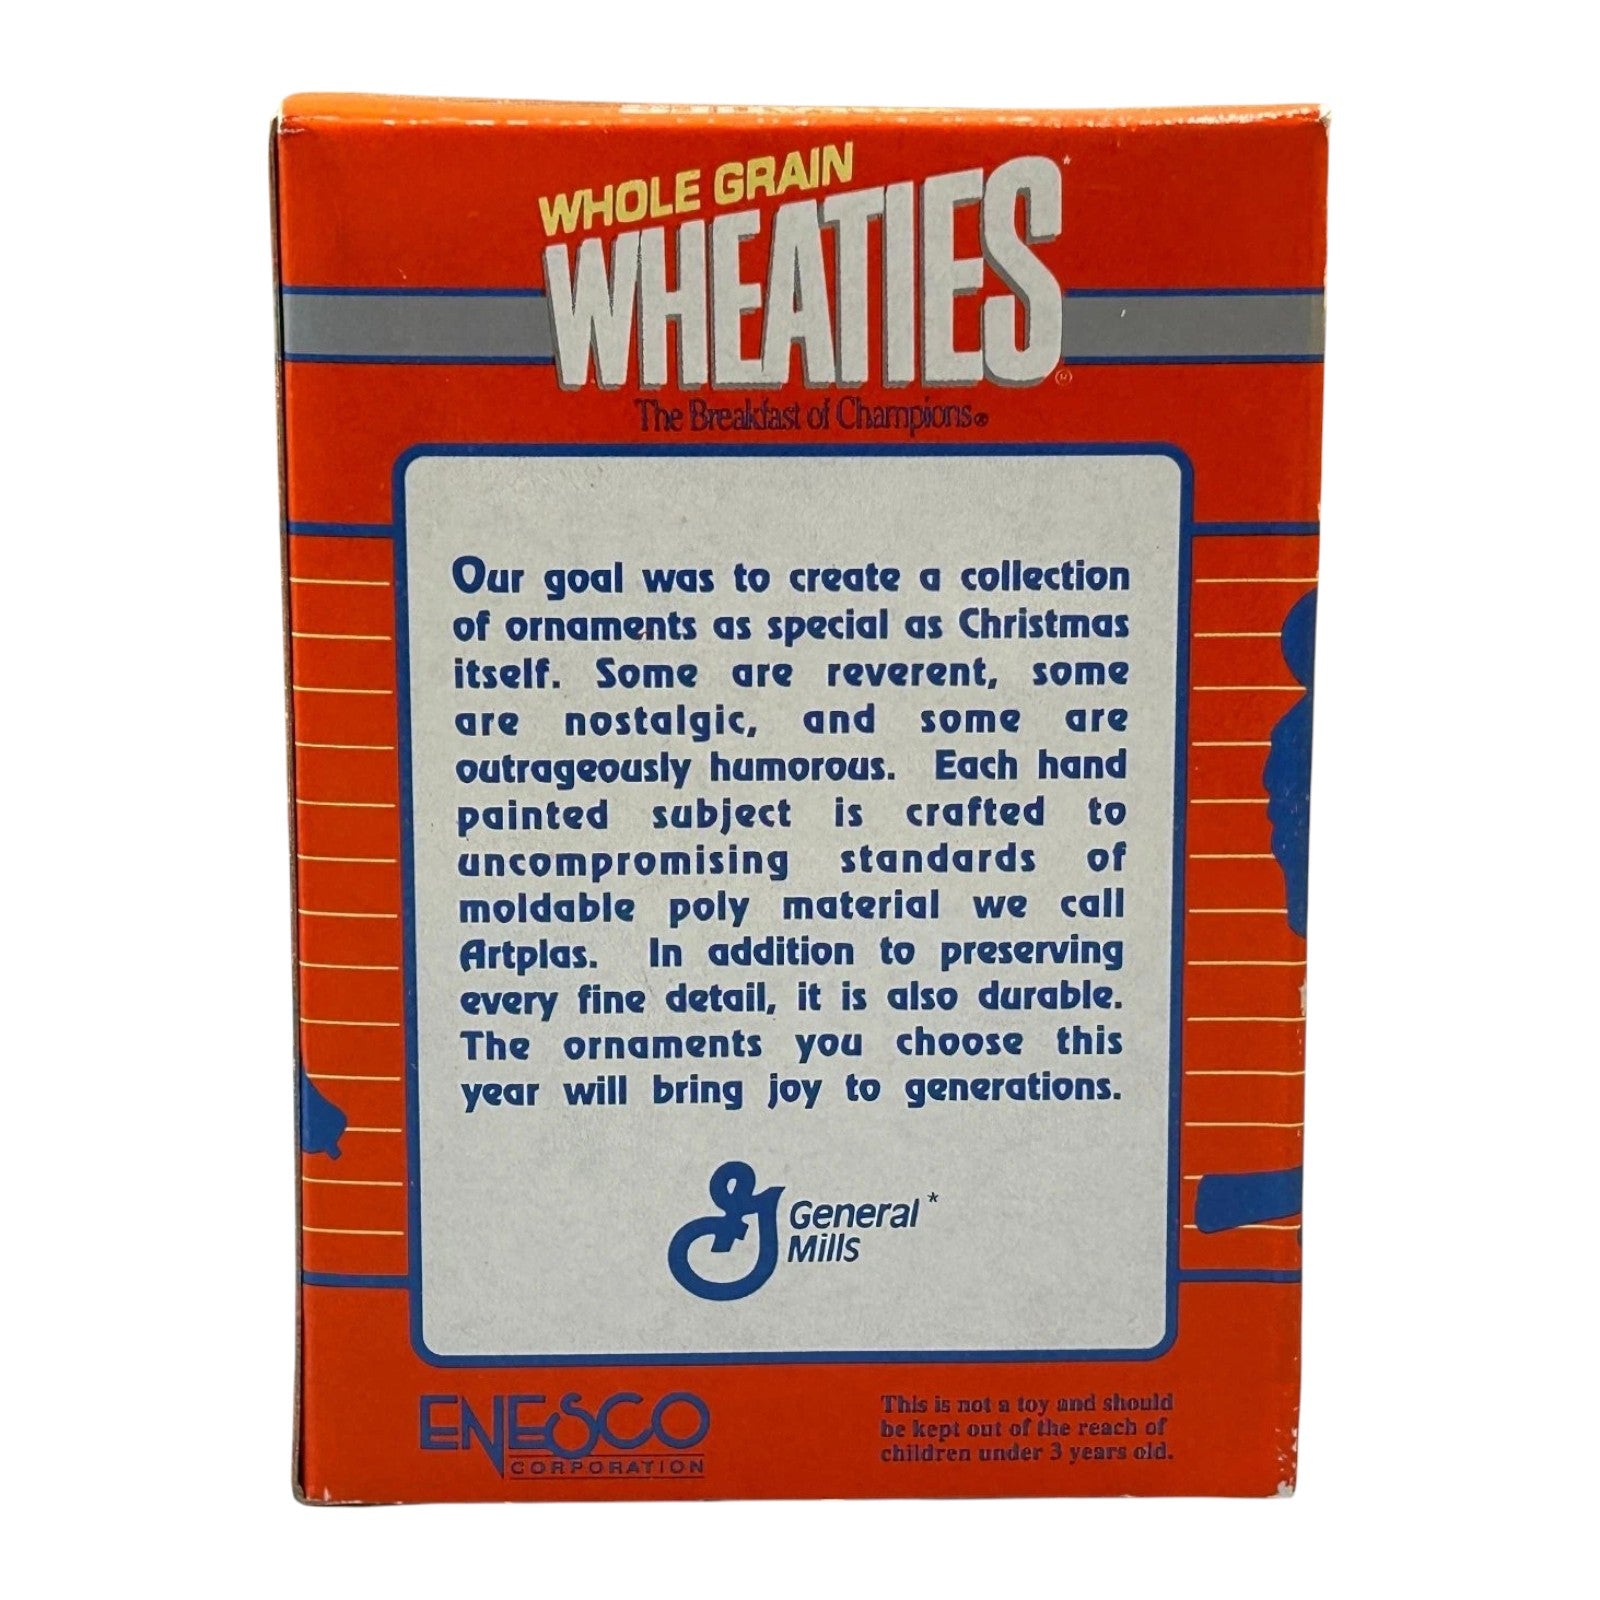 WHOLE GRAIN
WHEATIES*
The Breakfast of Champions®
Our goal was to create a collection
of ornaments as special as Christmas
itself. Some are reverent, some
are nostalgic, and some are
outrageously humorous. Each hand
painted subject is crafted to
uncompromising standards of
moldable poly material we call
Artplas. In addition to preserving
every fine detail, it is also durable.
The ornaments you choose this
year will bring joy to generations.
General*
Mills
ENESCO
CORPORATION
This is not a toy and should
be kept out of the reach of
children under 3 years old.